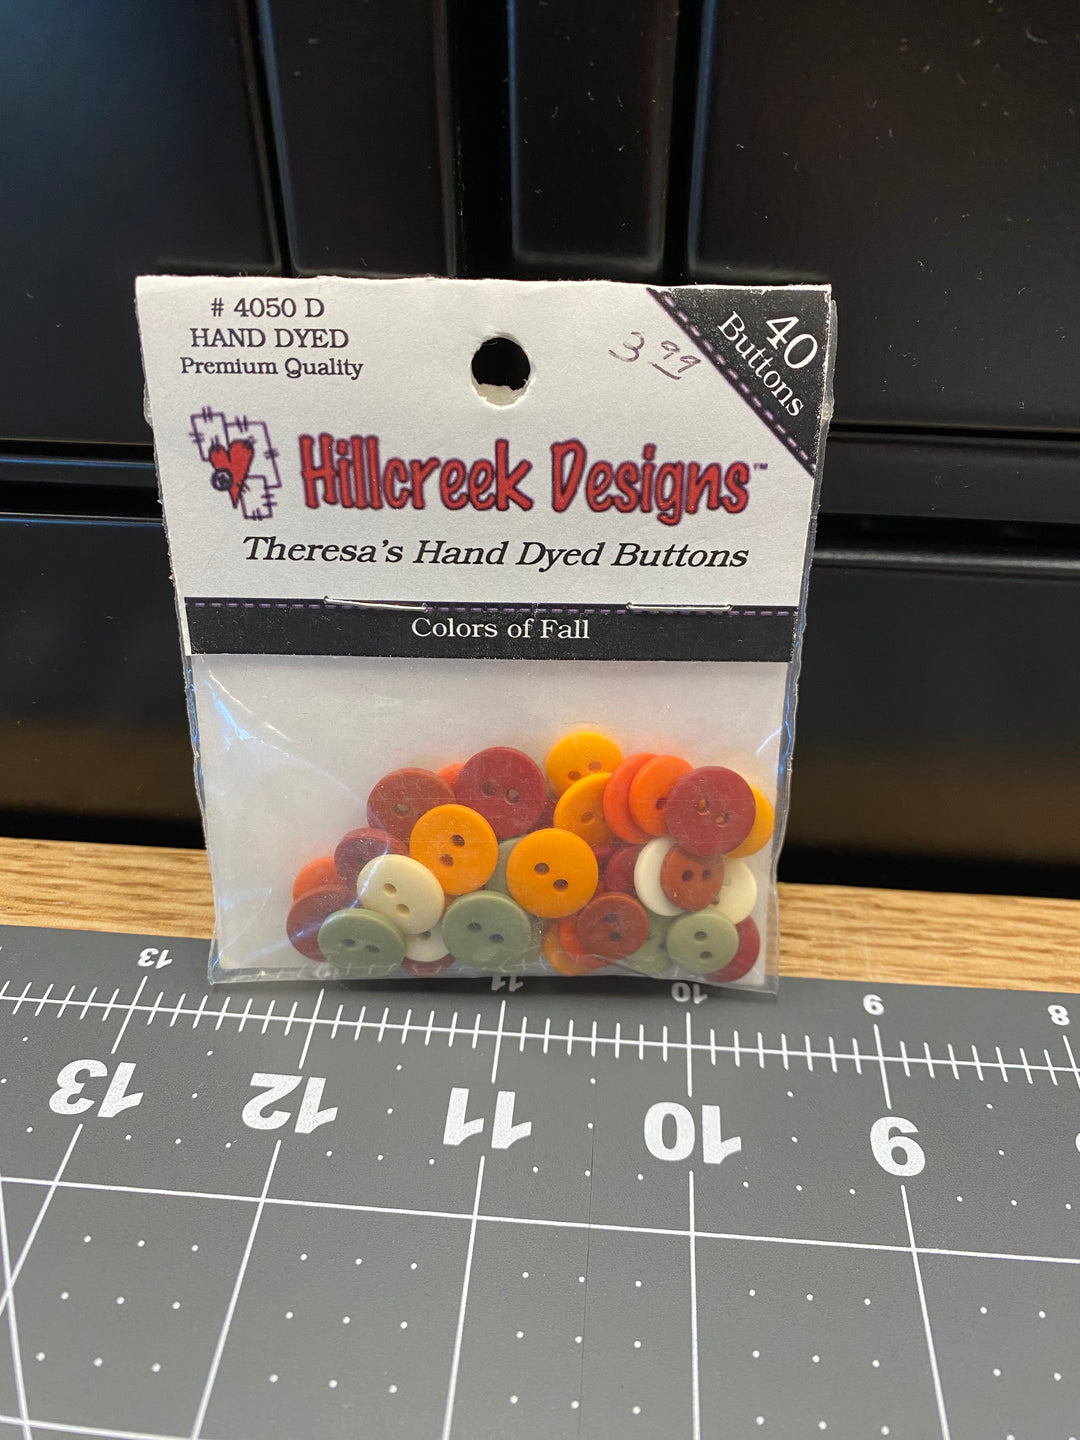 # 4050 D
HAND DYED
Premium Quality
3 99
40
Buttons
Hillcreek Designs™
Theresa's Hand Dyed Buttons
Colors of Fall
13 11 10 9 8
13 12 11 10 9